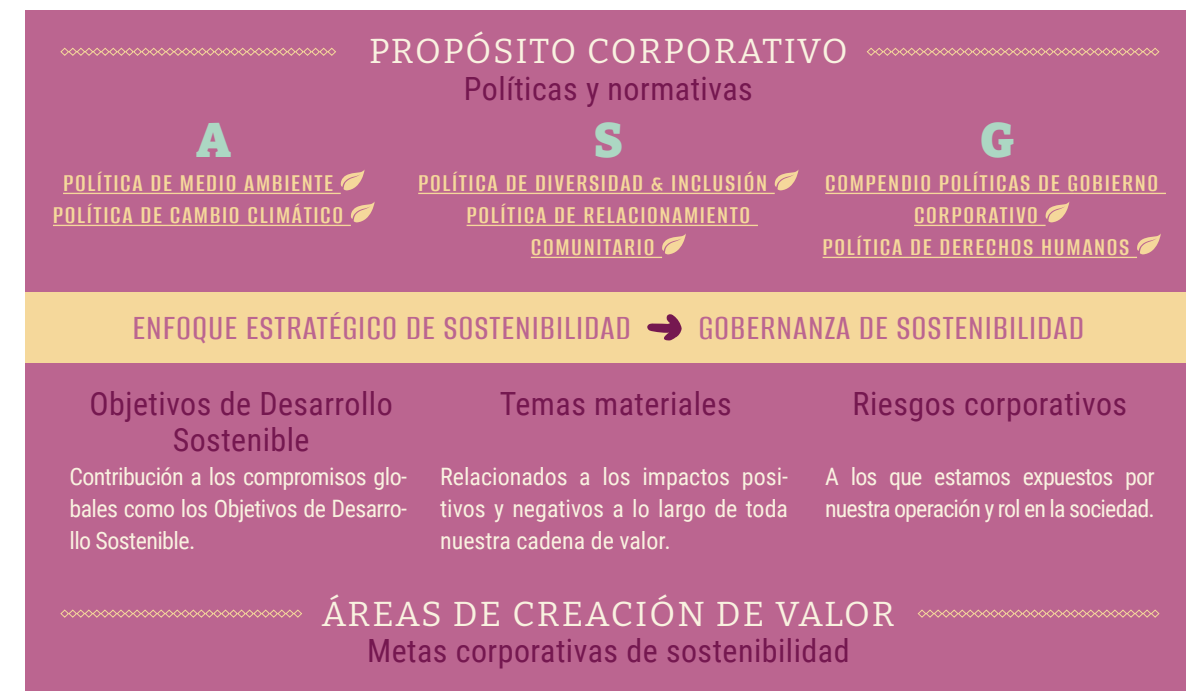 PROPÓSITO CORPORATIVO
Políticas y normativas
A
POLÍTICA DE MEDIO AMBIENTE
POLÍTICA DE CAMBIO CLIMÁTICO
S
POLÍTICA DE DIVERSIDAD & INCLUSIÓN
POLÍTICA DE RELACIONAMIENTO
COMUNITARIO
G
COMPENDIO POLÍTICAS DE GOBIERNO
CORPORATIVO
POLÍTICA DE DERECHOS HUMANOS
ENFOQUE ESTRATÉGICO DE SOSTENIBILIDAD ➜ GOBERNANZA DE SOSTENIBILIDAD
Objetivos de Desarrollo
Sostenible
Contribución a los compromisos glo-
bales como los Objetivos de Desarro-
llo Sostenible.
Temas materiales
Relacionados a los impactos posi-
tivos y negativos a lo largo de toda
nuestra cadena de valor.
Riesgos corporativos
A los que estamos expuestos por
nuestra operación y rol en la sociedad.
ÁREAS DE CREACIÓN DE VALOR
Metas corporativas de sostenibilidad